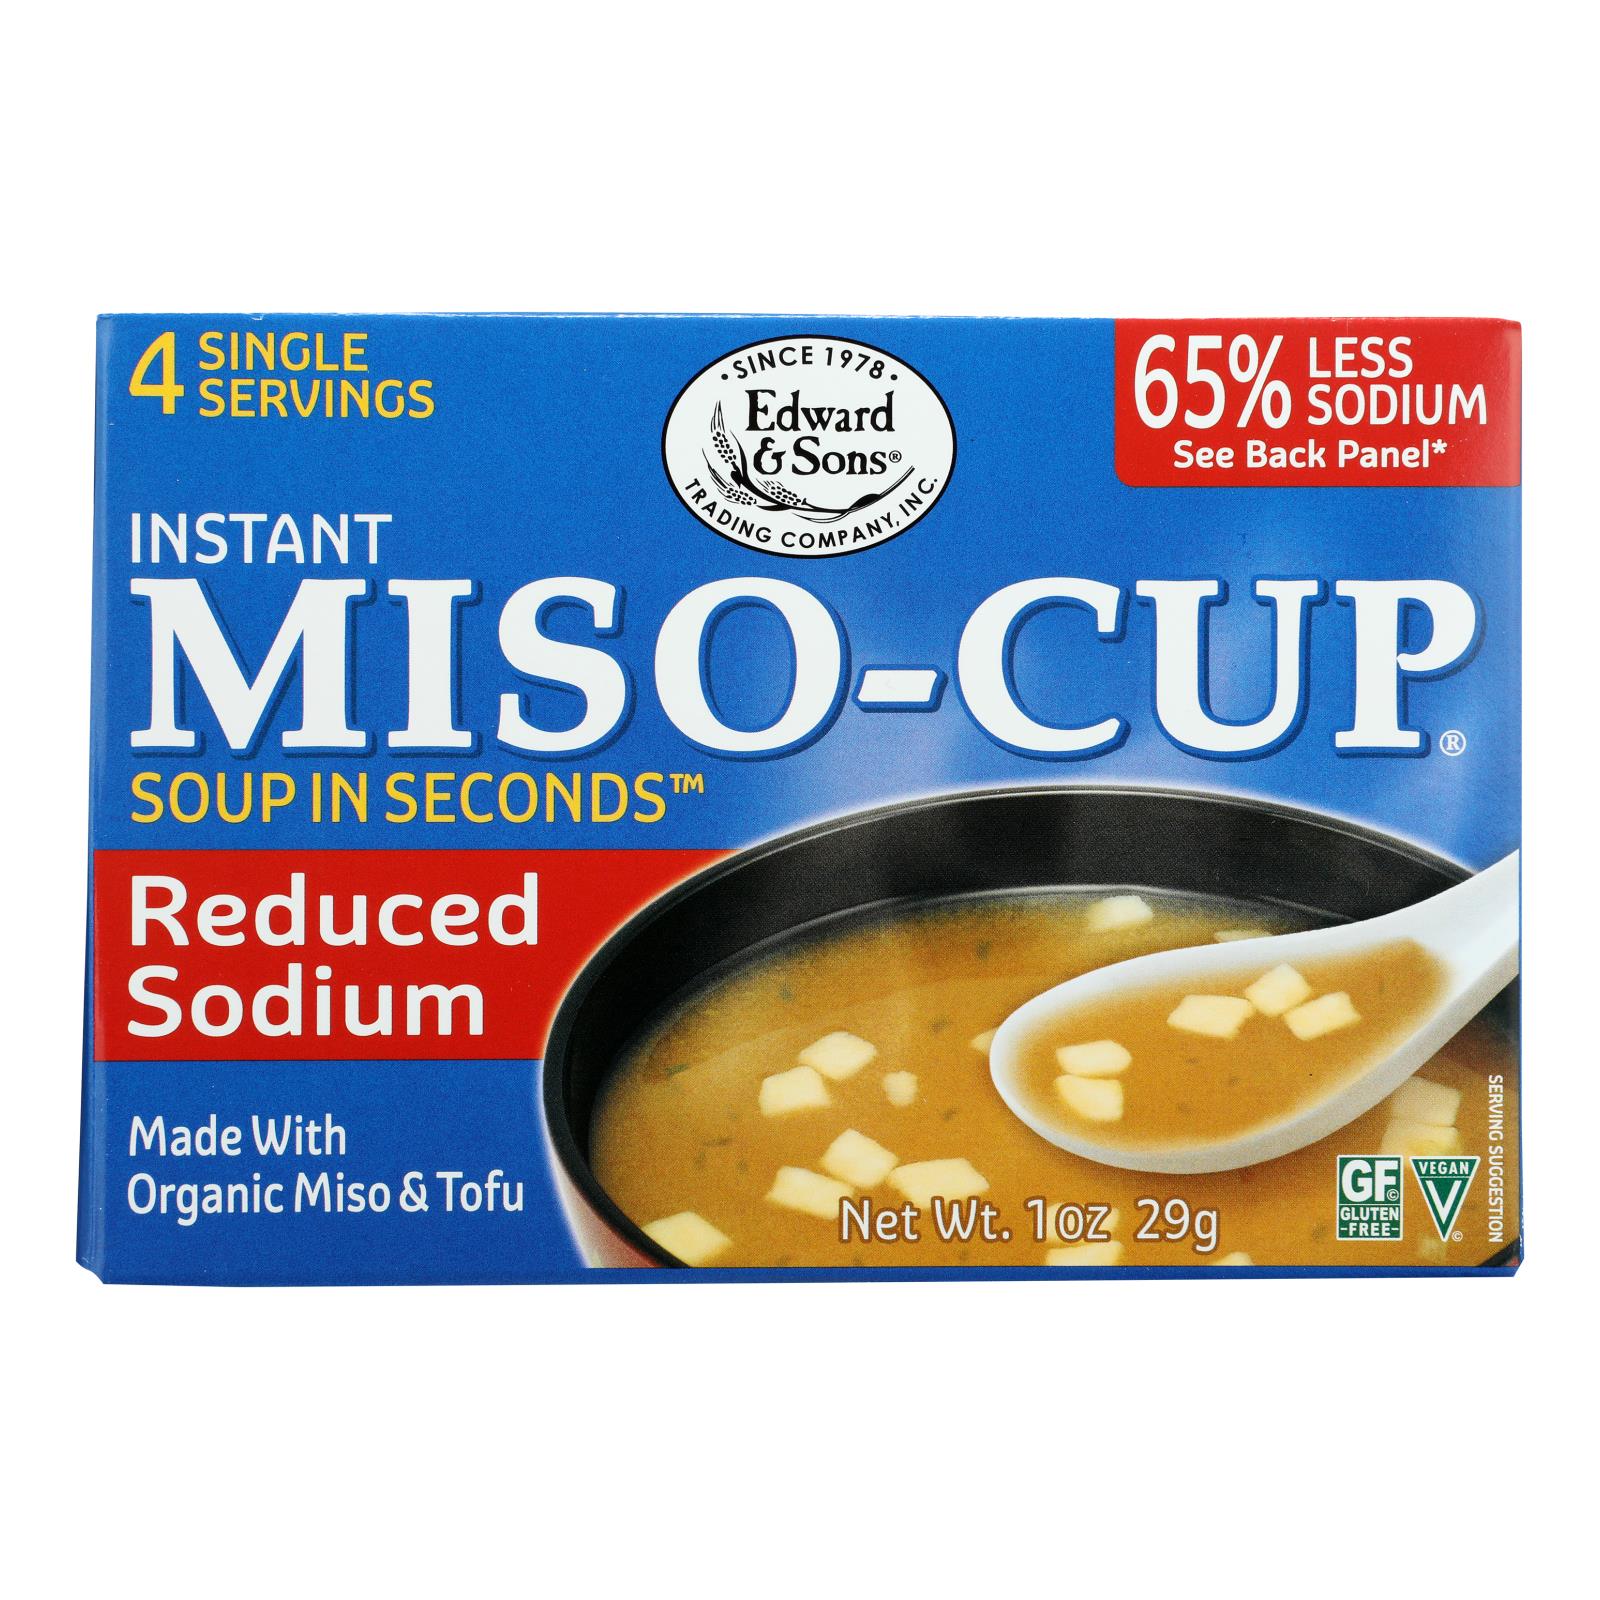 4 SINGLE
SERVINGS
• SINCE 1978 •
Edward
& Sons®
TRADING COMPANY, INC.
65% LESS
SODIUM
See Back Panel*
INSTANT
MISO-CUP®
SOUP IN SECONDS™
Reduced
Sodium
Made With
Organic Miso & Tofu
Net Wt. 1oz 29g
GF©
GLUTEN
-FREE-
VEGAN
V©
SERVING SUGGESTION